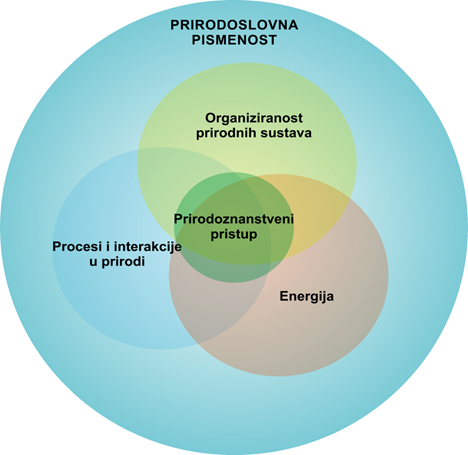 PRIRODOSLOVNA
PISMENOST
Organiziranost
prirodnih sustava
Prirodoznanstveni
pristup
Procesi i interakcije
u prirodi
Energija